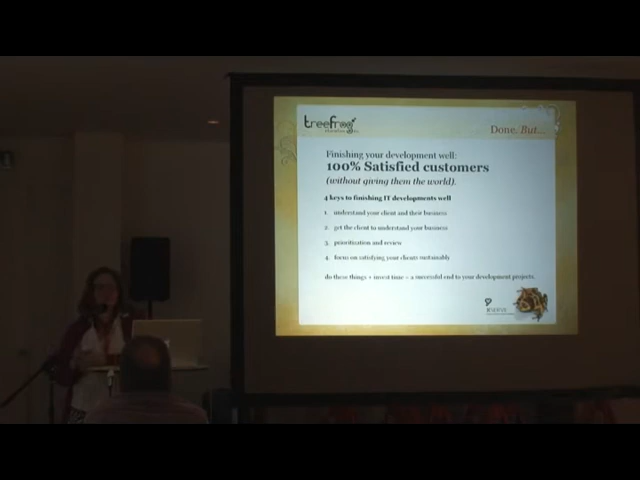 treefrog
Done. But...
Finishing your development well:
100% Satisfied customers
(without giving them the world).
4 keys to finishing IT developments well
1. understand your client and their business
2. get the client to understand your business
3. prioritization and review
4. focus on satisfying your clients sustainably
do these things + invest time = a successful end to your development projects.